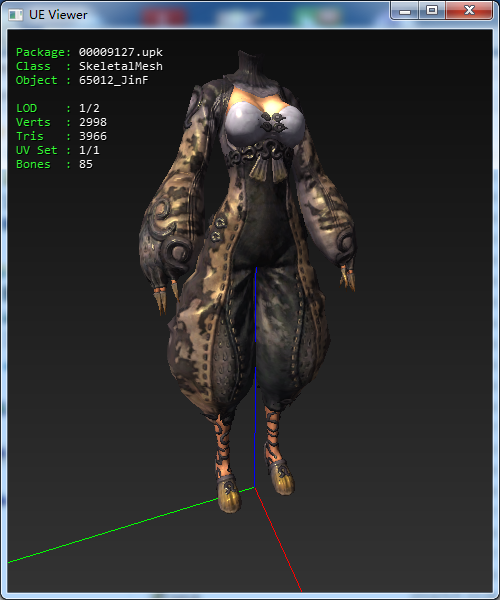 UE Viewer
Package: 00009127.upk
Class : SkeletalMesh
Object : 65012_JinF
LOD : 1/2
Verts : 2998
Tris : 3966
UV Set : 1/1
Bones : 85